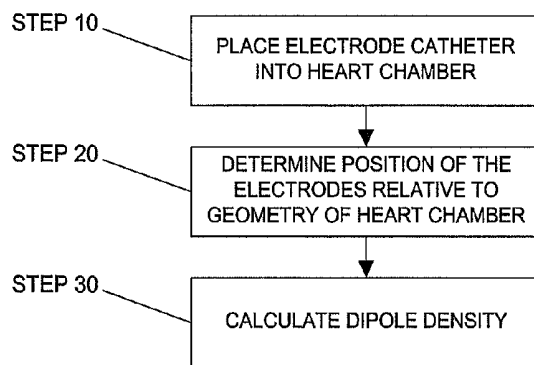 STEP 10
PLACE ELECTRODE CATHETER
INTO HEART CHAMBER
STEP 20
DETERMINE POSITION OF THE
ELECTRODES RELATIVE TO
GEOMETRY OF HEART CHAMBER
STEP 30
CALCULATE DIPOLE DENSITY